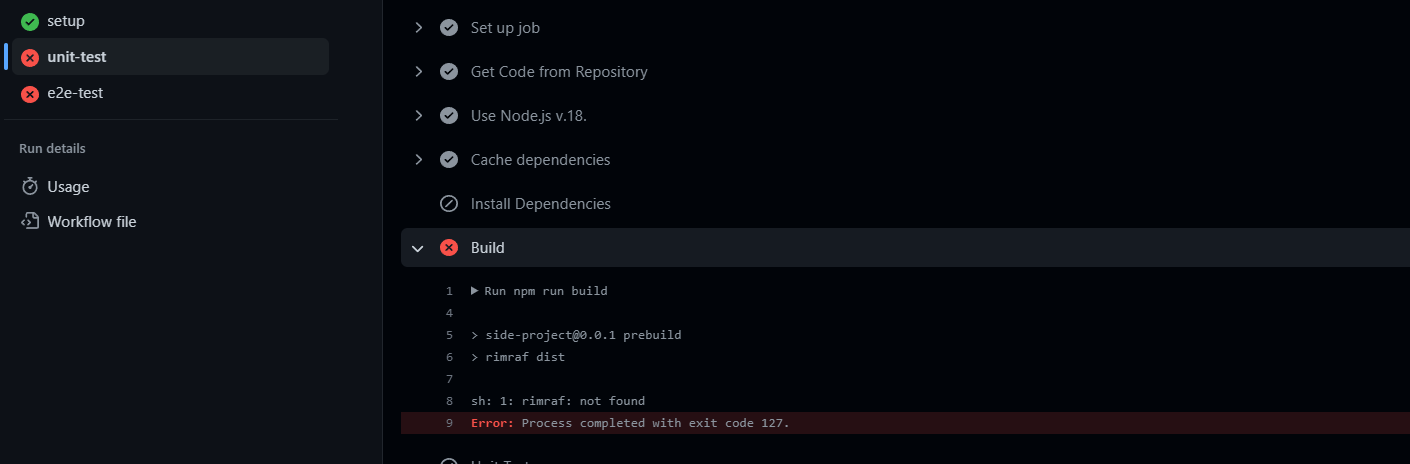 setup
unit-test
e2e-test
Run details
Usage
Workflow file
Set up job
Get Code from Repository
Use Node.js v.18.
Cache dependencies
Install Dependencies
Build
1 Run npm run build
4
5 > side-project@0.0.1 prebuild
6 > rimraf dist
7
8 sh: 1: rimraf: not found
9 Error: Process completed with exit code 127.